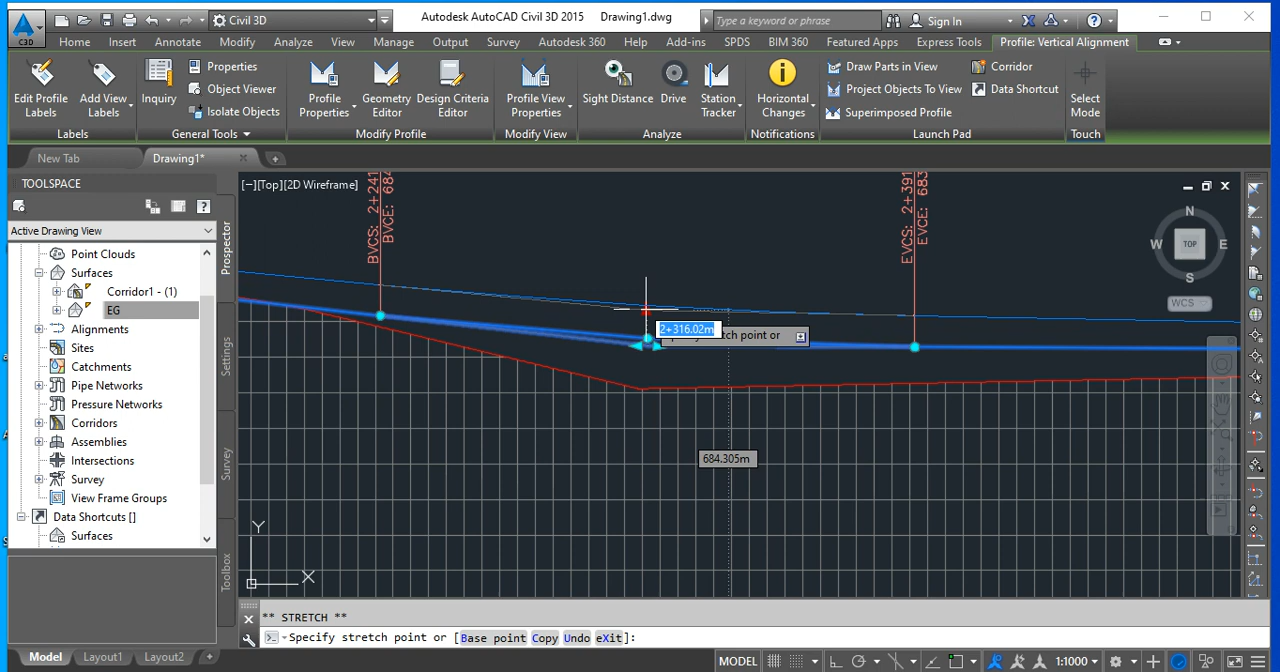 C3D
Civil 3D
Autodesk AutoCAD Civil 3D 2015 Drawing1.dwg
Type a keyword or phrase
Sign In
Home Insert Annotate Modify Analyze View Manage Output Survey Autodesk 360 Help Add-ins SPDS BIM 360 Featured Apps Express Tools Profile: Vertical Alignment
Edit Profile Labels
Add View Labels
Labels
Inquiry
Properties
Object Viewer
Isolate Objects
General Tools
Profile Properties
Geometry Editor
Design Criteria Editor
Modify Profile
Profile View Properties
Modify View
Sight Distance
Drive
Station Tracker
Analyze
Horizontal Changes
Notifications
Draw Parts in View
Project Objects To View
Superimposed Profile
Corridor
Data Shortcut
Launch Pad
Select Mode
Touch
New Tab
Drawing1*
TOOLSPACE
Active Drawing View
Point Clouds
Surfaces
Corridor1 - (1)
EG
Alignments
Sites
Catchments
Pipe Networks
Pressure Networks
Corridors
Assemblies
Intersections
Survey
View Frame Groups
Data Shortcuts []
Surfaces
Prospector
Settings
Survey
Toolbox
[−][Top][2D Wireframe]
BVCS: 2+241
BVCE: 684
EVCS: 2+391
EVCE: 683
N
W TOP E
S
WCS
2+316.02m
tch point or
684.305m
Y
X
** STRETCH **
Specify stretch point or [Base point Copy Undo eXit]:
Model Layout1 Layout2 +
MODEL
1:1000